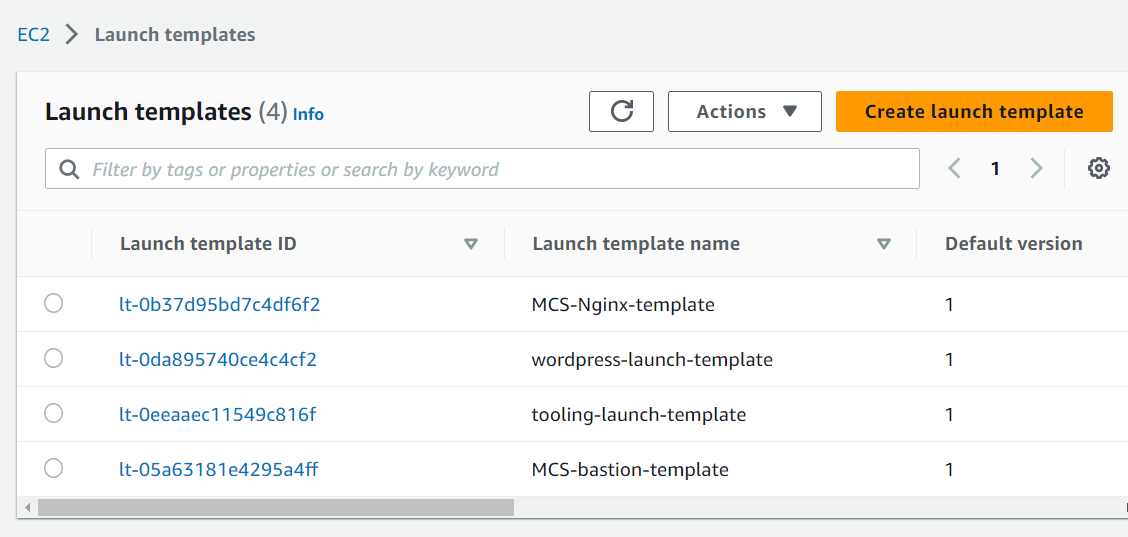 EC2 Launch templates
Launch templates (4) Info Actions Create launch template
Filter by tags or properties or search by keyword 1
Launch template ID Launch template name Default version
lt-0b37d95bd7c4df6f2 MCS-Nginx-template 1
lt-0da895740ce4c4cf2 wordpress-launch-template 1
lt-0eeaaec11549c816f tooling-launch-template 1
lt-05a63181e4295a4ff MCS-bastion-template 1